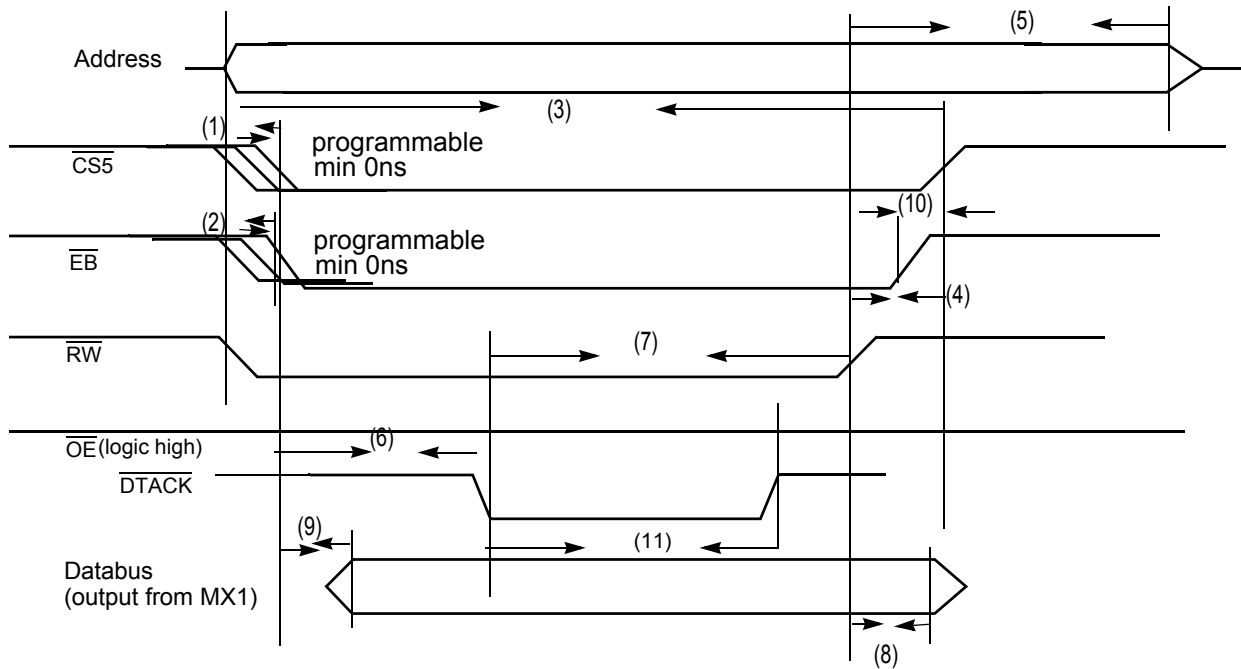 (5)
Address
(3)
(1)
programmable
min 0ns
CS5
(10)
(2)
programmable
min 0ns
EB
(4)
(7)
RW
OE(logic high)
(6)
DTACK
(9)
(11)
Databus
(output from MX1)
(8)